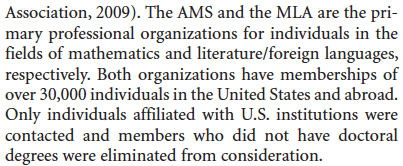 Association, 2009). The AMS and the MLA are the pri-
mary professional organizations for individuals in the
fields of mathematics and literature/foreign languages,
respectively. Both organizations have memberships of
over 30,000 individuals in the United States and abroad.
Only individuals affiliated with U.S. institutions were
contacted and members who did not have doctoral
degrees were eliminated from consideration.